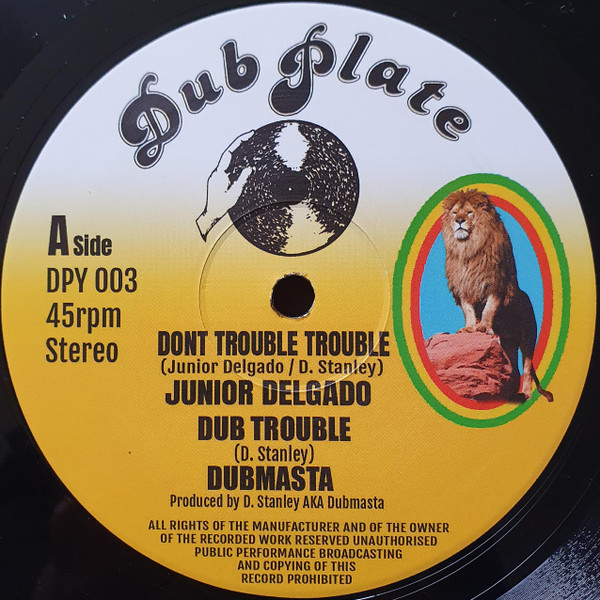 Dub Plate
A Side
DPY 003
45rpm
Stereo
DONT TROUBLE TROUBLE
(Junior Delgado / D. Stanley)
JUNIOR DELGADO
DUB TROUBLE
(D. Stanley)
DUBMASTA
Produced by D. Stanley AKA Dubmasta
ALL RIGHTS OF THE MANUFACTURER AND OF THE OWNER
OF THE RECORDED WORK RESERVED UNAUTHORISED
PUBLIC PERFORMANCE BROADCASTING
AND COPYING OF THIS
RECORD PROHIBITED